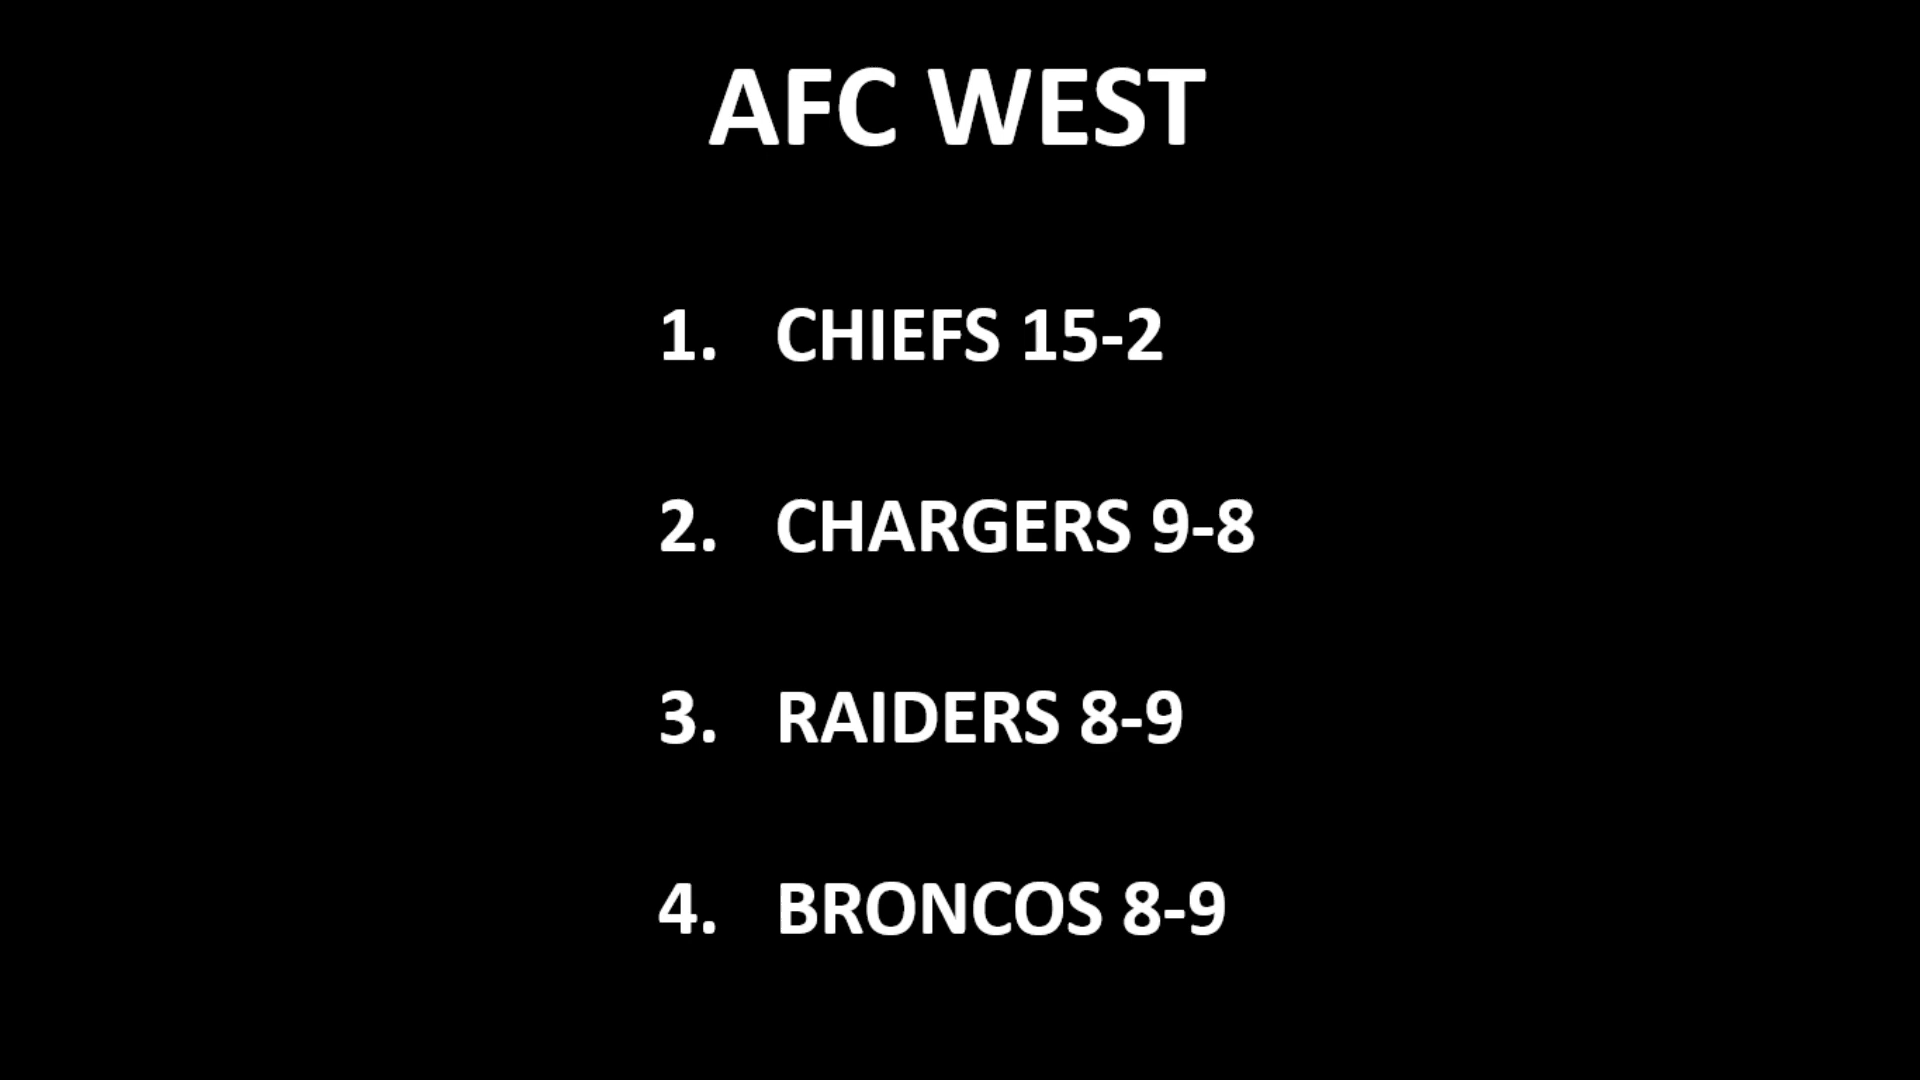 AFC WEST
1. CHIEFS 15-2
2. CHARGERS 9-8
3. RAIDERS 8-9
4. BRONCOS 8-9